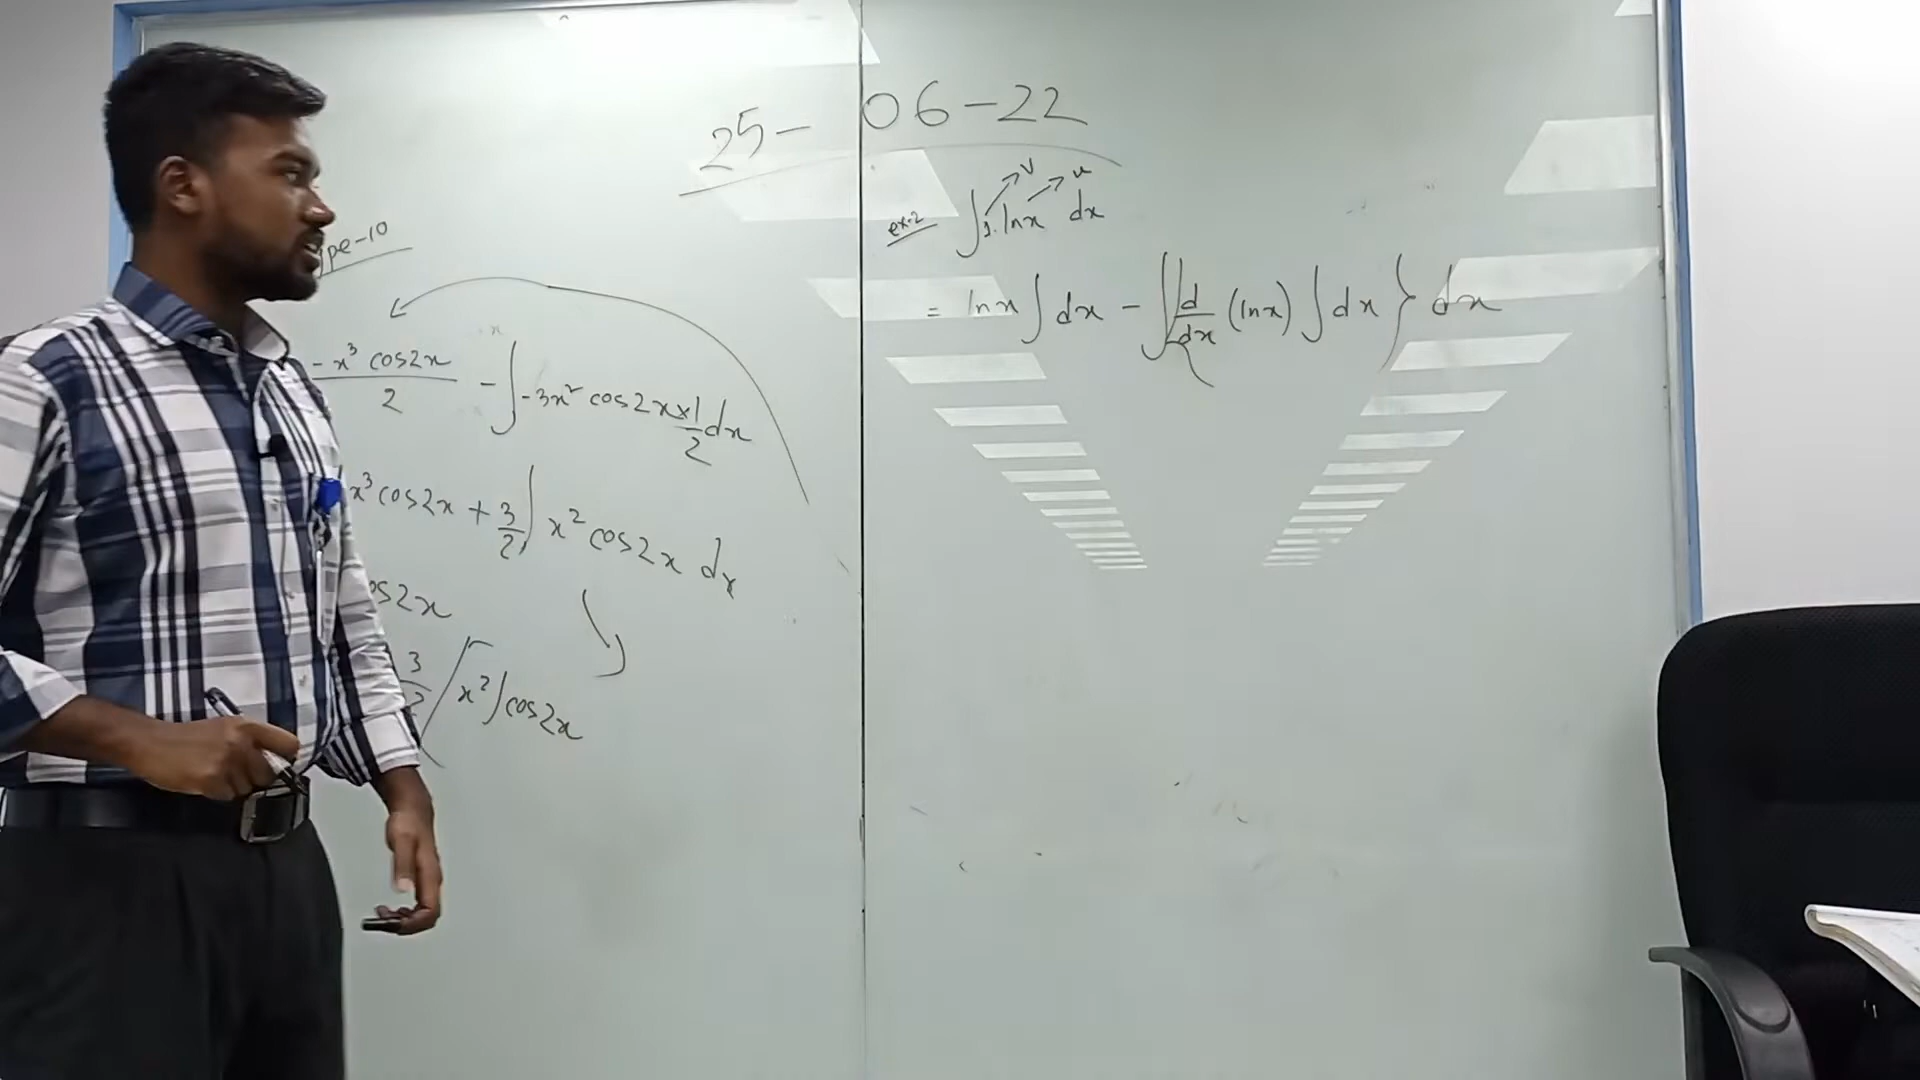 25-06-22
pe-10
-x³ cos2x / 2 - ∫ -3x² cos2x × 1/2 dx
x³ cos2x + 3/2 ∫ x² cos2x dx
os2x
3/2 ( x² ∫ cos2x
ex-2 ∫ 1. lnx dx
v u
= lnx ∫ dx - ∫ { d/dx (lnx) ∫ dx } dx